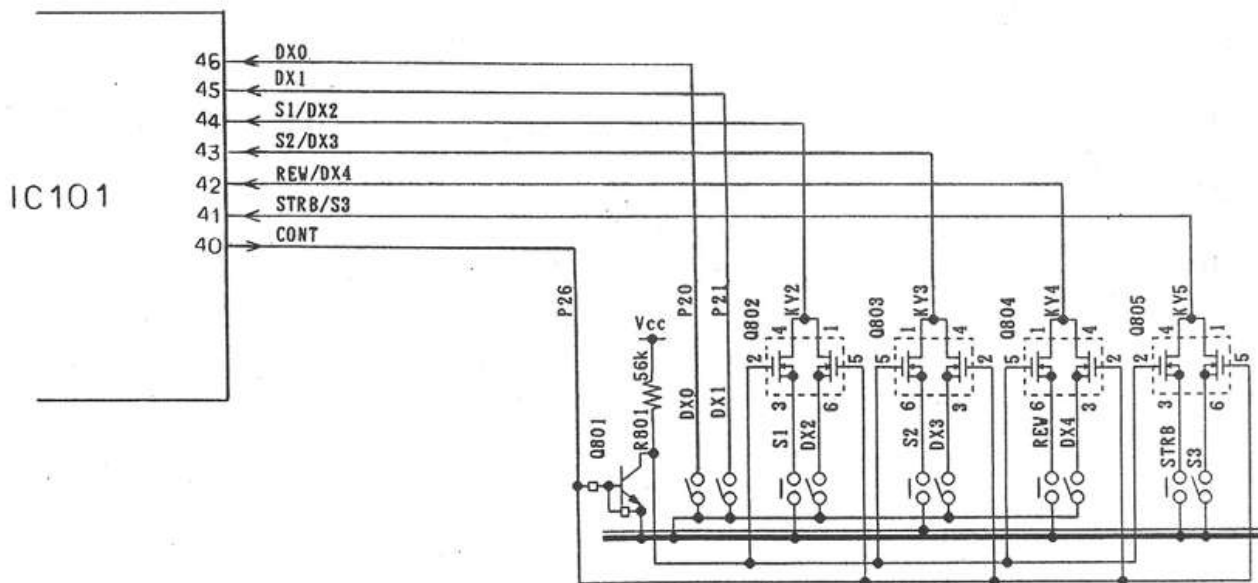 46 DX0
45 DX1
44 S1/DX2
43 S2/DX3
IC101
42 REW/DX4
41 STRB/S3
40 CONT
P26
Vcc
P20
P21
Q802
KY2
Q803
KY3
Q804
KY4
Q805
KY5
4 1
1 4
1 4
4 1
2 5
5 2
5 2
2 5
3 6
6 3
6 3
3 6
Q801
R801
56k
DX0
DX1
S1
DX2
S2
DX3
REW
DX4
STRB
S3